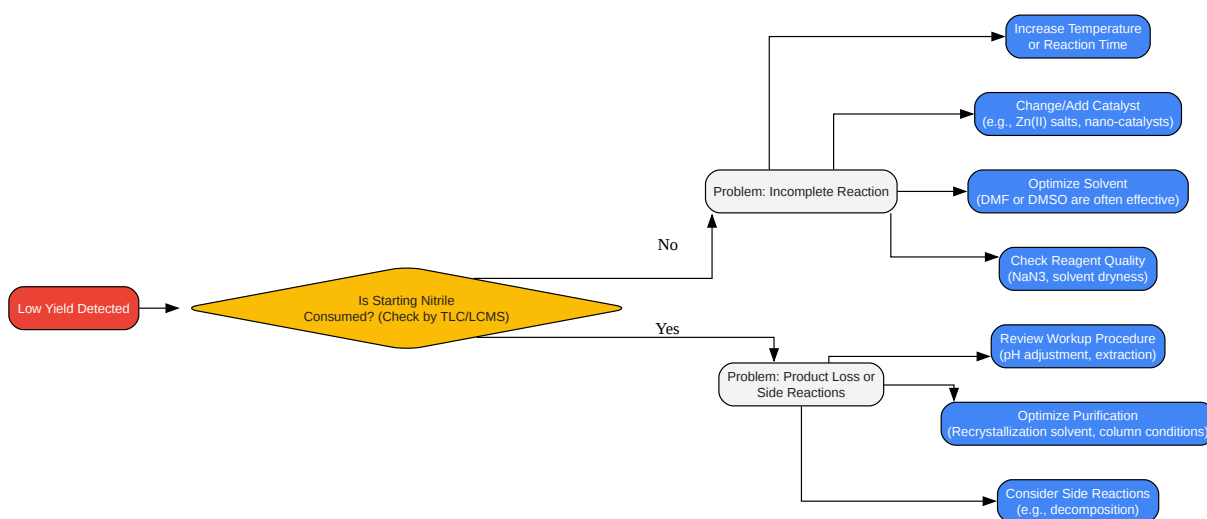 Increase Temperature
or Reaction Time
Change/Add Catalyst
(e.g., Zn(II) salts, nano-catalysts)
Problem: Incomplete Reaction
Optimize Solvent
(DMF or DMSO are often effective)
No
Check Reagent Quality
(NaN3, solvent dryness)
Low Yield Detected
Is Starting Nitrile
Consumed? (Check by TLC/LCMS)
Yes
Review Workup Procedure
(pH adjustment, extraction)
Problem: Product Loss or
Side Reactions
Optimize Purification
(Recrystallization solvent, column conditions)
Consider Side Reactions
(e.g., decomposition)